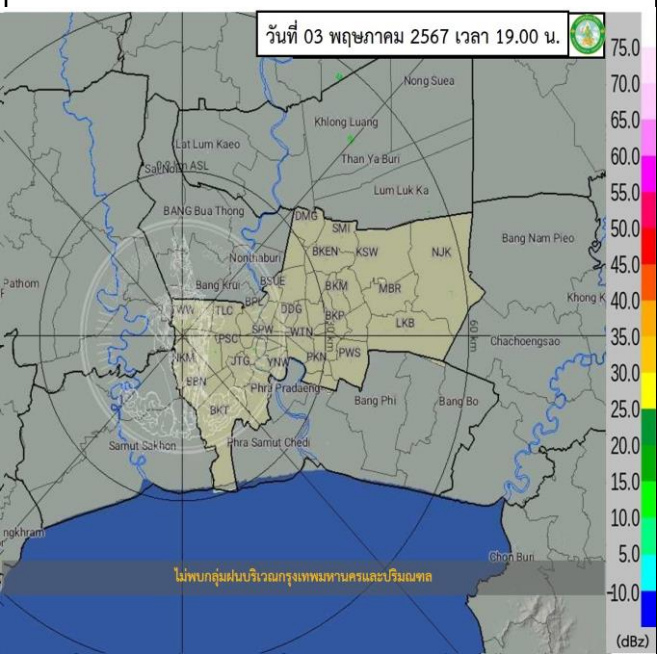 วันที่ 03 พฤษภาคม 2567 เวลา 19.00 น.
75.0
70.0
65.0
60.0
55.0
50.0
45.0
40.0
35.0
30.0
25.0
20.0
15.0
10.0
5.0
-10.0
(dBz)
Nong Suea
Khlong Luang
Lat Lum Kaeo
Than Ya Buri
km ASL
Lum Luk Ka
BANG Bua Thong
DMG
SMI
Bang Nam Pieo
BKEN
KSW
NJK
Nonthaburi
Pathom
Bang Krui
BSUE
BKM
MBR
BPL
Khong K
TWW
TLC
DDG
BKP
LKB
SPW
WTN
30 km
60 km
PSC
Chachoengsao
NKM
JTG
YNW
PKN
PWS
BBN
Phra Pradaeng
BKT
Bang Phi
Bang Bo
Samut Sakhon
Phra Samut Chedi
ngkhram
Chon Buri
ไม่พบกลุ่มฝนบริเวณกรุงเทพมหานครและปริมณฑล